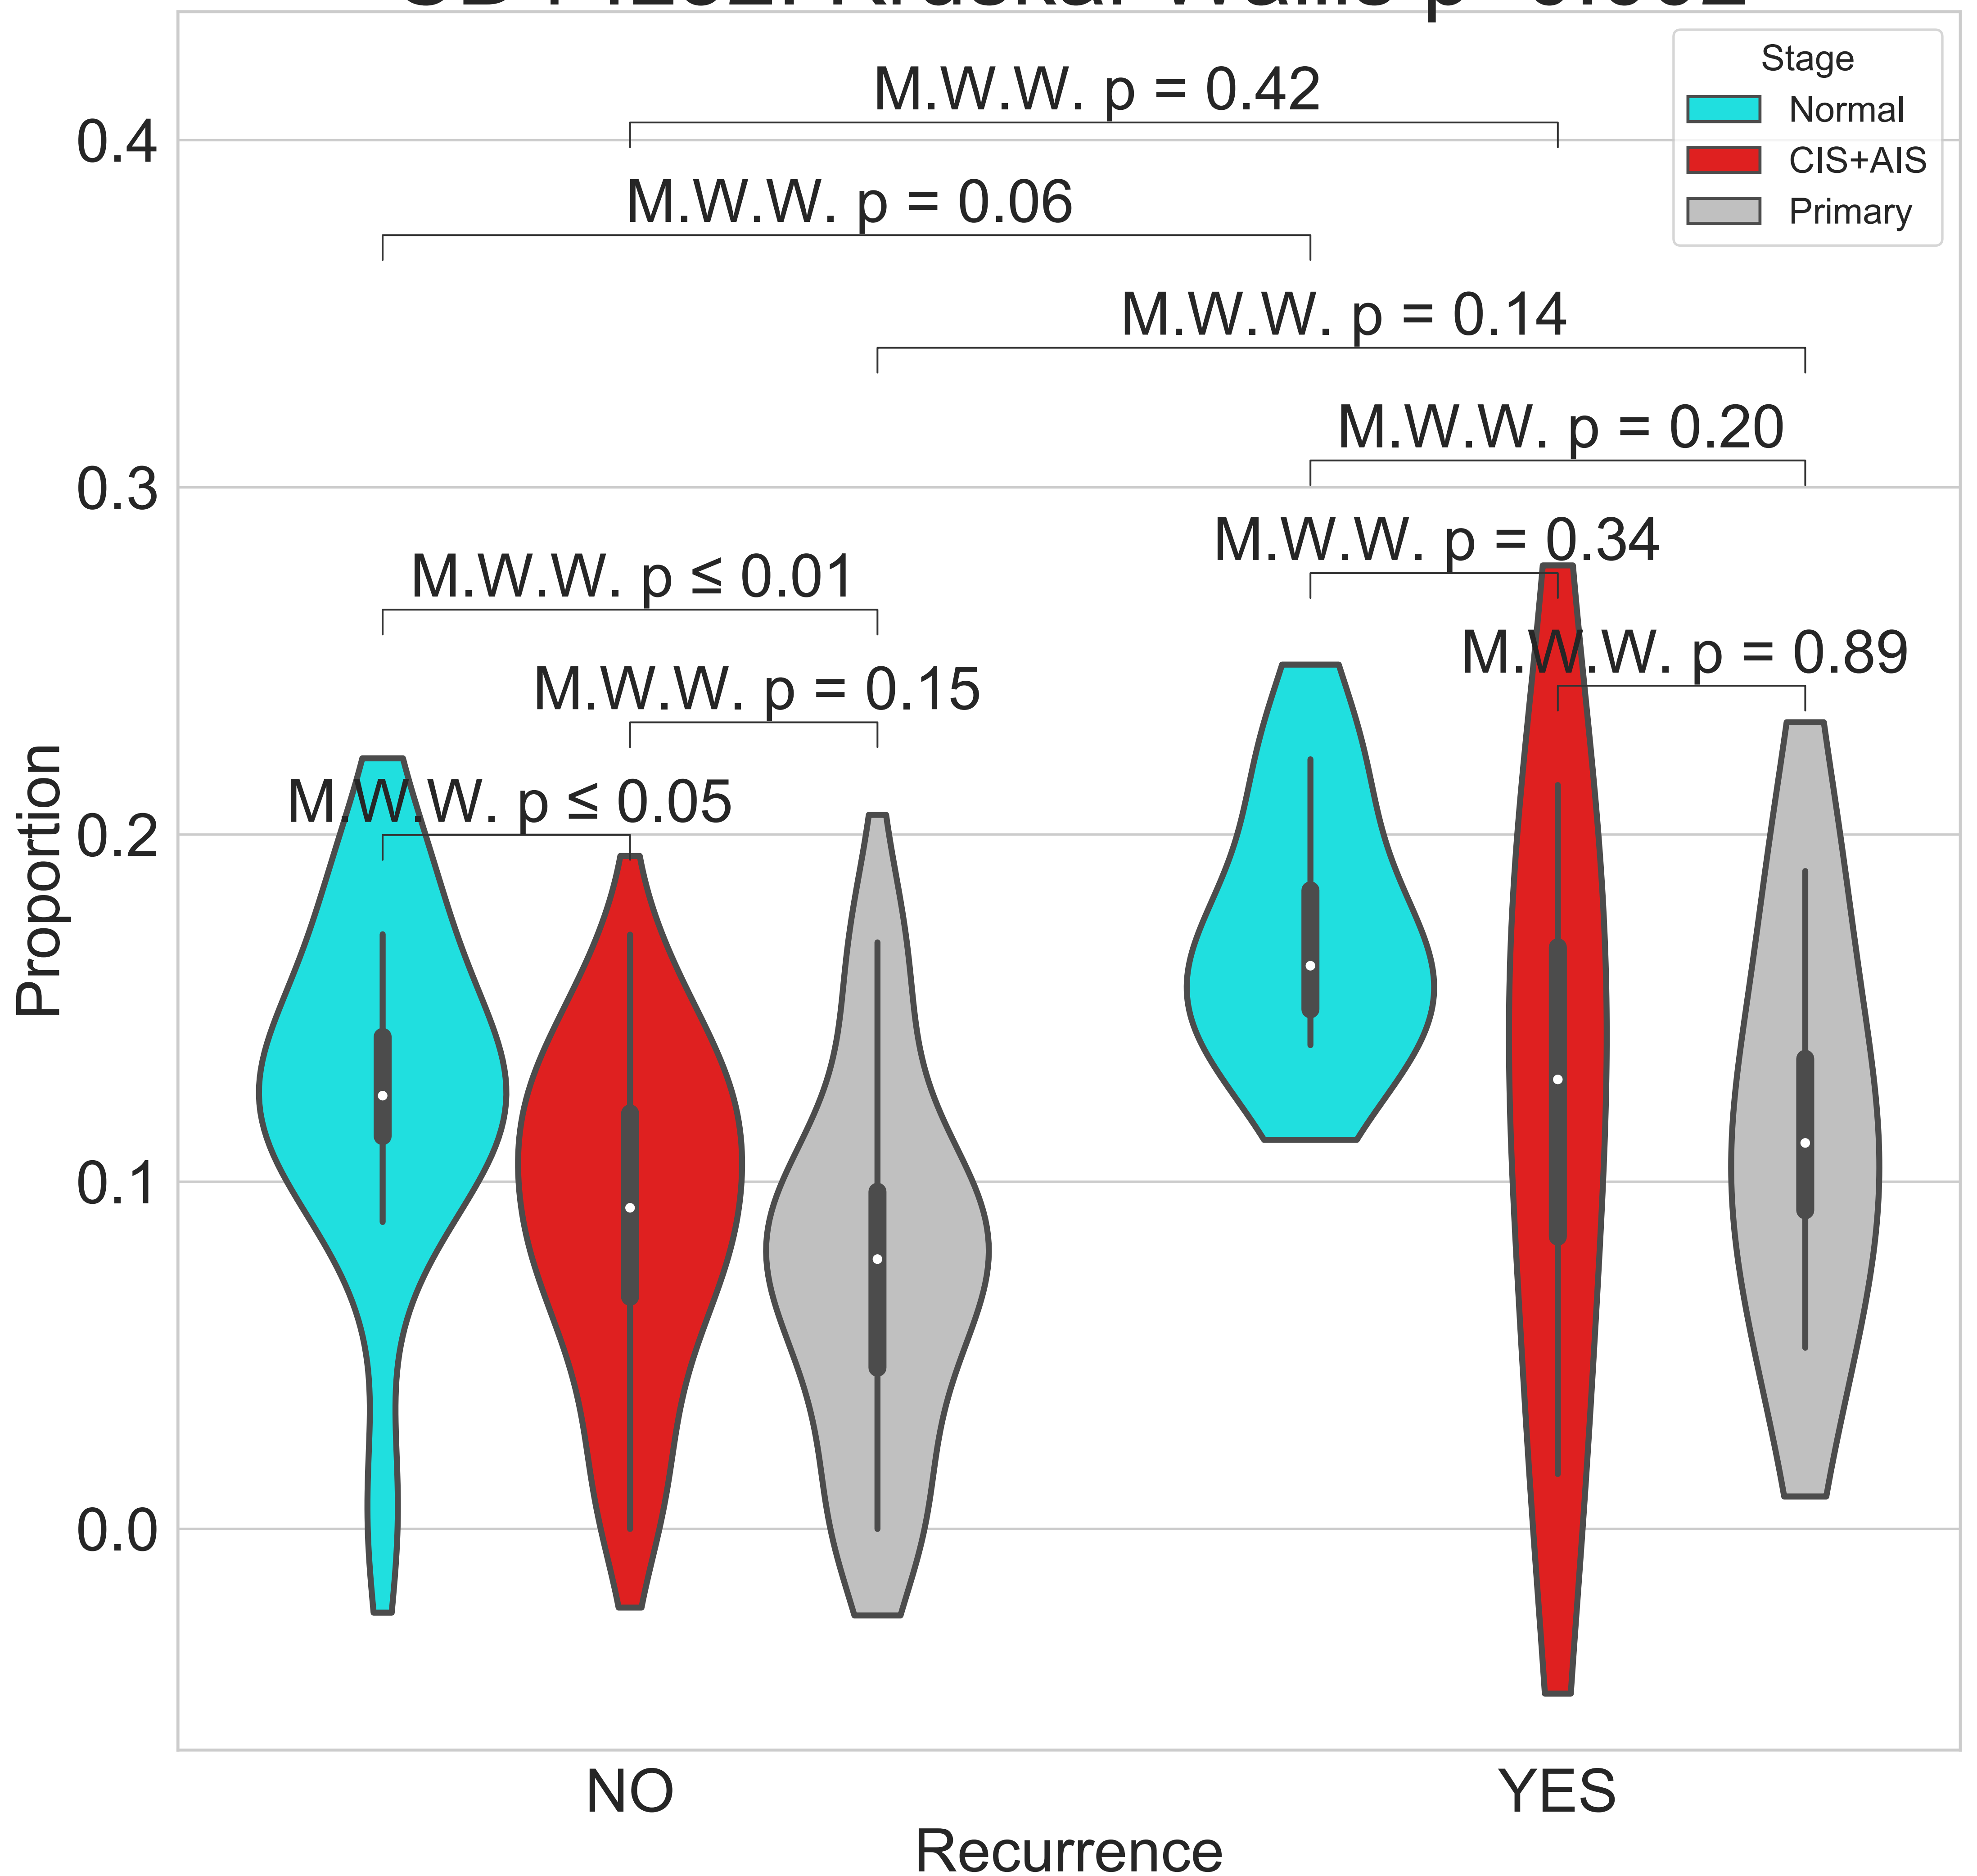 M.W.W. p = 0.42
M.W.W. p = 0.06
M.W.W. p = 0.14
M.W.W. p = 0.20
M.W.W. p = 0.34
M.W.W. p ≤ 0.01
M.W.W. p = 0.89
M.W.W. p = 0.15
M.W.W. p ≤ 0.05
Stage
Normal
CIS+AIS
Primary
0.4
0.3
0.2
0.1
0.0
Proportion
NO
YES
Recurrence